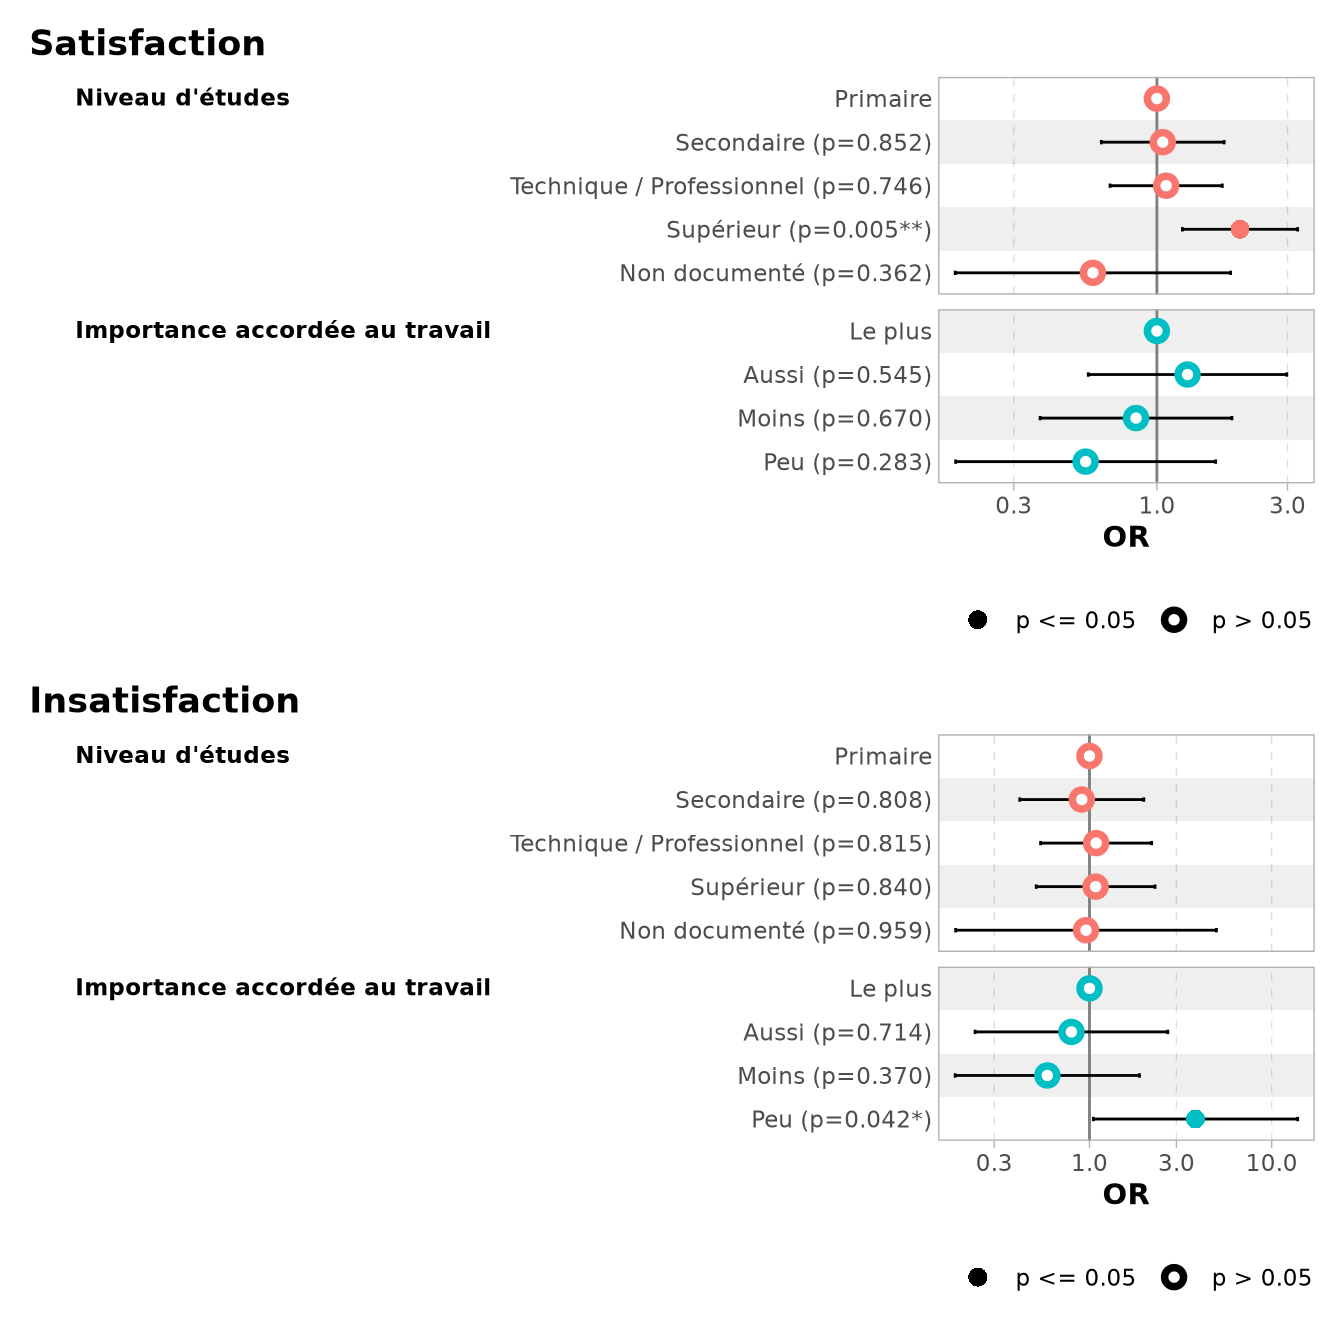 Satisfaction
Niveau d'études
Primaire
Secondaire (p=0.852)
Technique / Professionnel (p=0.746)
Supérieur (p=0.005**)
Non documenté (p=0.362)
Importance accordée au travail
Le plus
Aussi (p=0.545)
Moins (p=0.670)
Peu (p=0.283)
0.3 1.0 3.0
OR
p <= 0.05 p > 0.05
Insatisfaction
Niveau d'études
Primaire
Secondaire (p=0.808)
Technique / Professionnel (p=0.815)
Supérieur (p=0.840)
Non documenté (p=0.959)
Importance accordée au travail
Le plus
Aussi (p=0.714)
Moins (p=0.370)
Peu (p=0.042*)
0.3 1.0 3.0 10.0
OR
p <= 0.05 p > 0.05